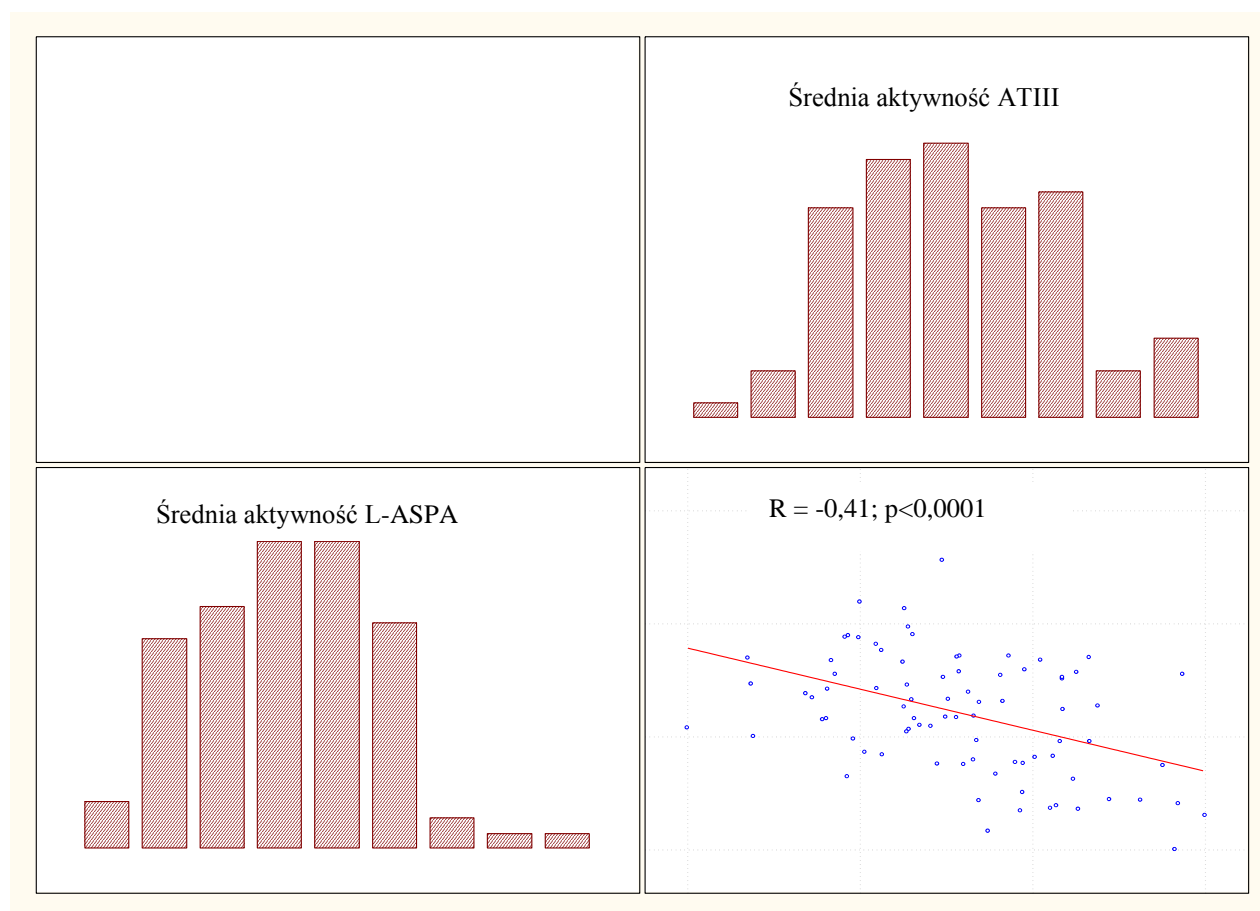 Średnia aktywność ATIII
Średnia aktywność L-ASPA
R = -0,41; p<0,0001